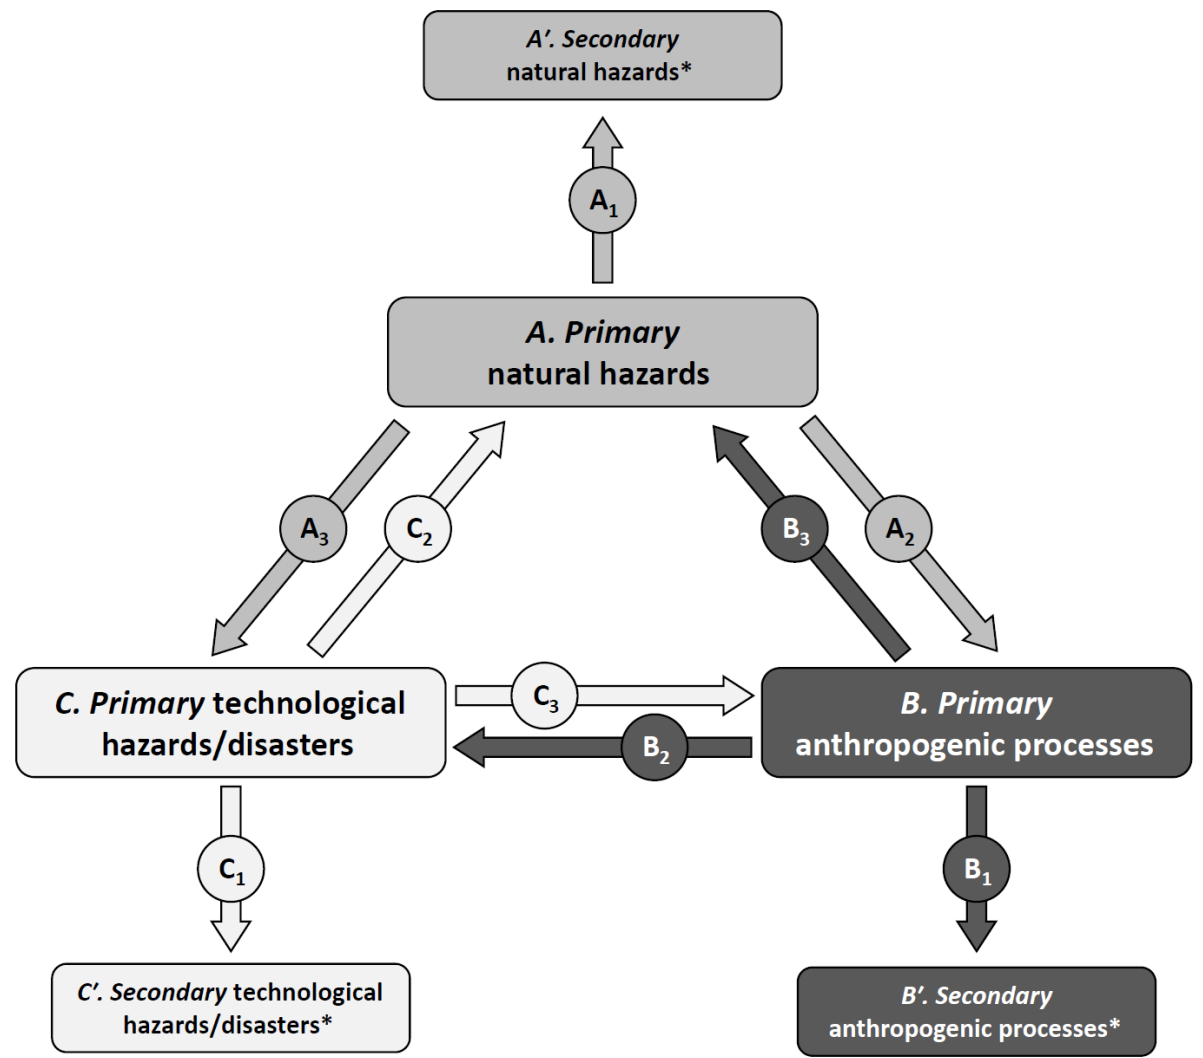 A′. Secondary
natural hazards*
A₁
A. Primary
natural hazards
A₃
C₂
B₃
A₂
C. Primary technological
hazards/disasters
C₃
B₂
B. Primary
anthropogenic processes
C₁
B₁
C′. Secondary technological
hazards/disasters*
B′. Secondary
anthropogenic processes*